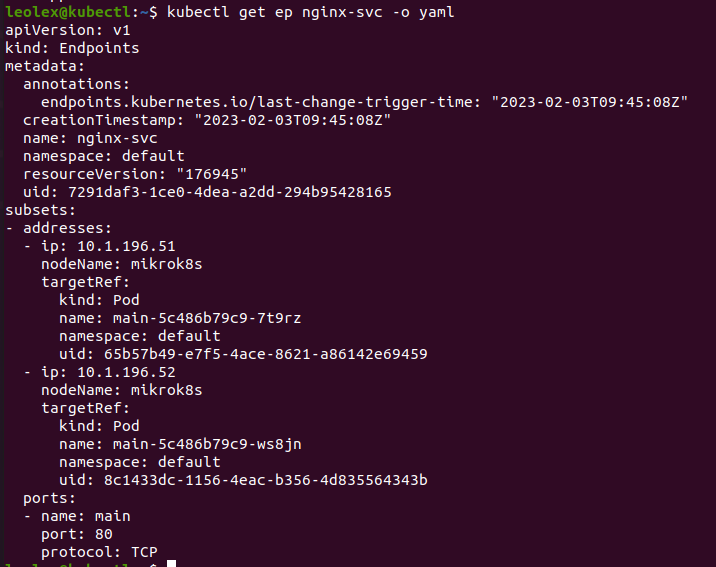 leolex@kubectl:~$ kubectl get ep nginx-svc -o yaml
apiVersion: v1
kind: Endpoints
metadata:
  annotations:
    endpoints.kubernetes.io/last-change-trigger-time: "2023-02-03T09:45:08Z"
  creationTimestamp: "2023-02-03T09:45:08Z"
  name: nginx-svc
  namespace: default
  resourceVersion: "176945"
  uid: 7291daf3-1ce0-4dea-a2dd-294b95428165
subsets:
- addresses:
  - ip: 10.1.196.51
    nodeName: mikrok8s
    targetRef:
      kind: Pod
      name: main-5c486b79c9-7t9rz
      namespace: default
      uid: 65b57b49-e7f5-4ace-8621-a86142e69459
  - ip: 10.1.196.52
    nodeName: mikrok8s
    targetRef:
      kind: Pod
      name: main-5c486b79c9-ws8jn
      namespace: default
      uid: 8c1433dc-1156-4eac-b356-4d835564343b
  ports:
  - name: main
    port: 80
    protocol: TCP
leolex@kubectl:~$